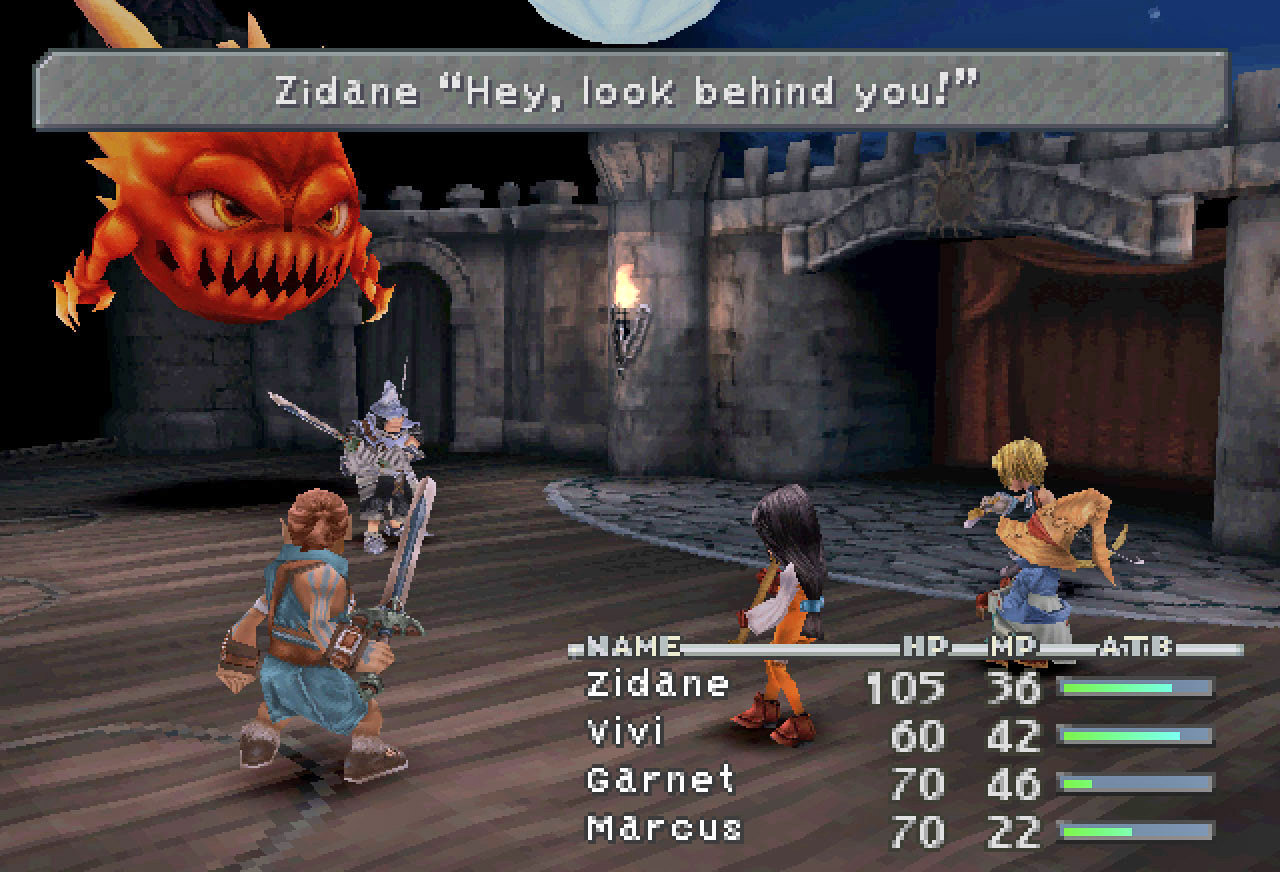 Zidane “Hey, look behind you!”
NAME HP MP ATB
Zidane 105 36
Vivi 60 42
Garnet 70 46
Marcus 70 22